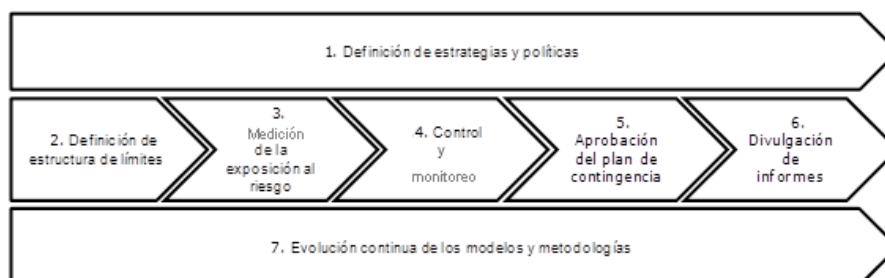 1. Definición de estrategias y políticas
2. Definición de
estructura de límites
3.
Medición
de la
exposición al
riesgo
4. Control
y
monitoreo
5.
Aprobación
del plan de
contingencia
6.
Divulgación
de
informes
7. Evolución continua de los modelos y metodologías